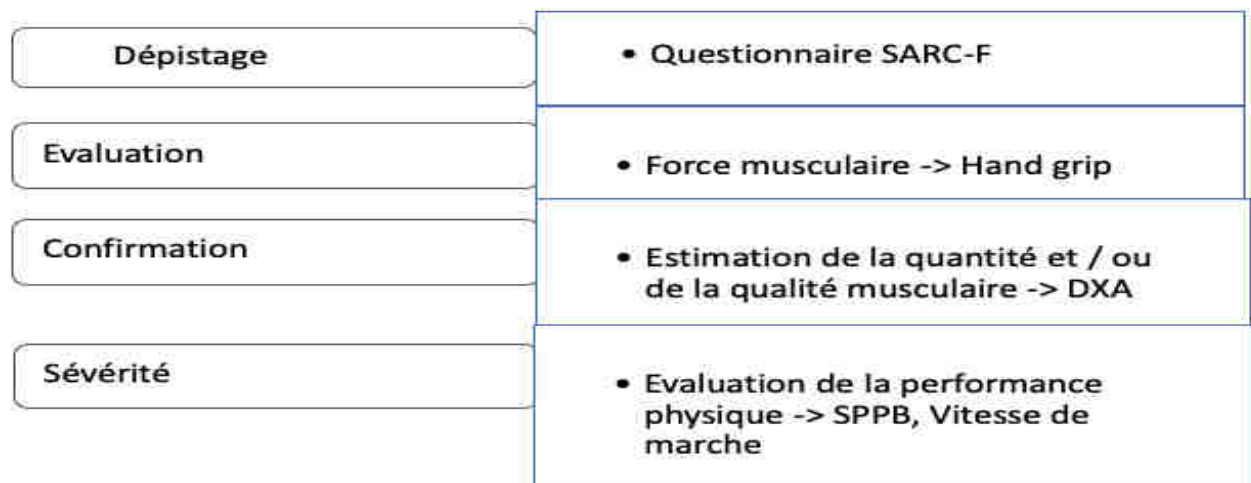 Dépistage
• Questionnaire SARC-F
Evaluation
• Force musculaire -> Hand grip
Confirmation
• Estimation de la quantité et / ou
de la qualité musculaire -> DXA
Sévérité
• Evaluation de la performance
physique -> SPPB, Vitesse de
marche